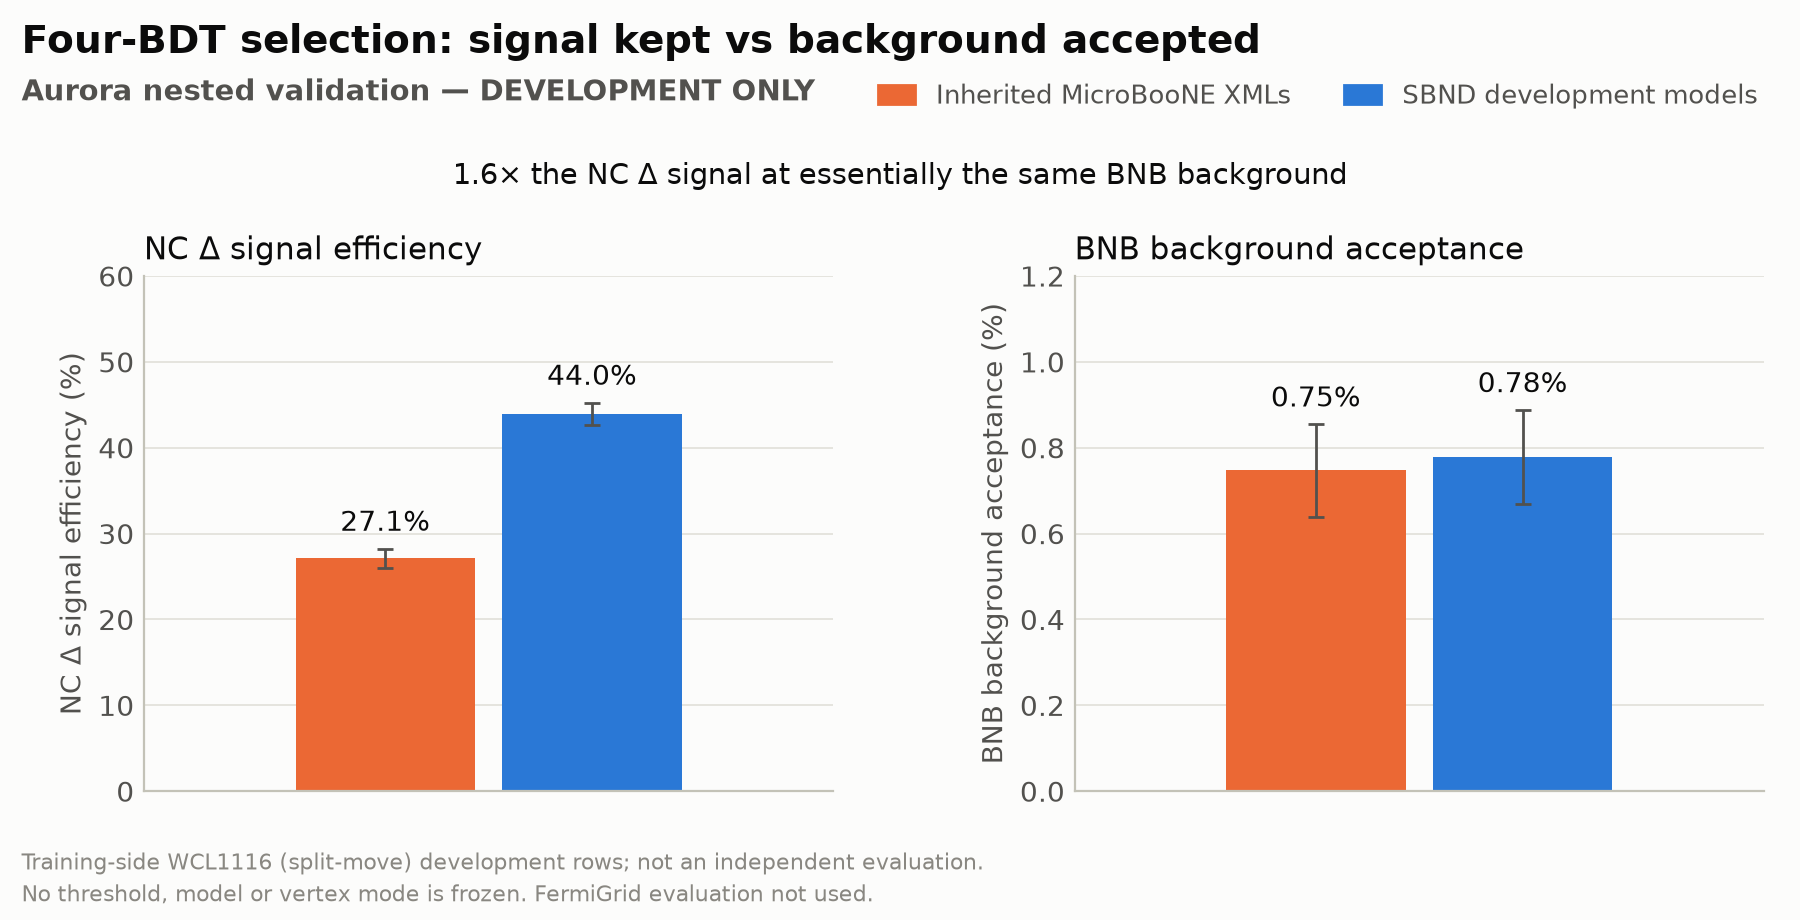 Four-BDT selection: signal kept vs background accepted
Aurora nested validation — DEVELOPMENT ONLY
Inherited MicroBooNE XMLs
SBND development models
1.6× the NC Δ signal at essentially the same BNB background
NC Δ signal efficiency
NC Δ signal efficiency (%)
60
50
40
30
20
10
0
27.1%
44.0%
BNB background acceptance
BNB background acceptance (%)
1.2
1.0
0.8
0.6
0.4
0.2
0.0
0.75%
0.78%
Training-side WCL1116 (split-move) development rows; not an independent evaluation.
No threshold, model or vertex mode is frozen. FermiGrid evaluation not used.